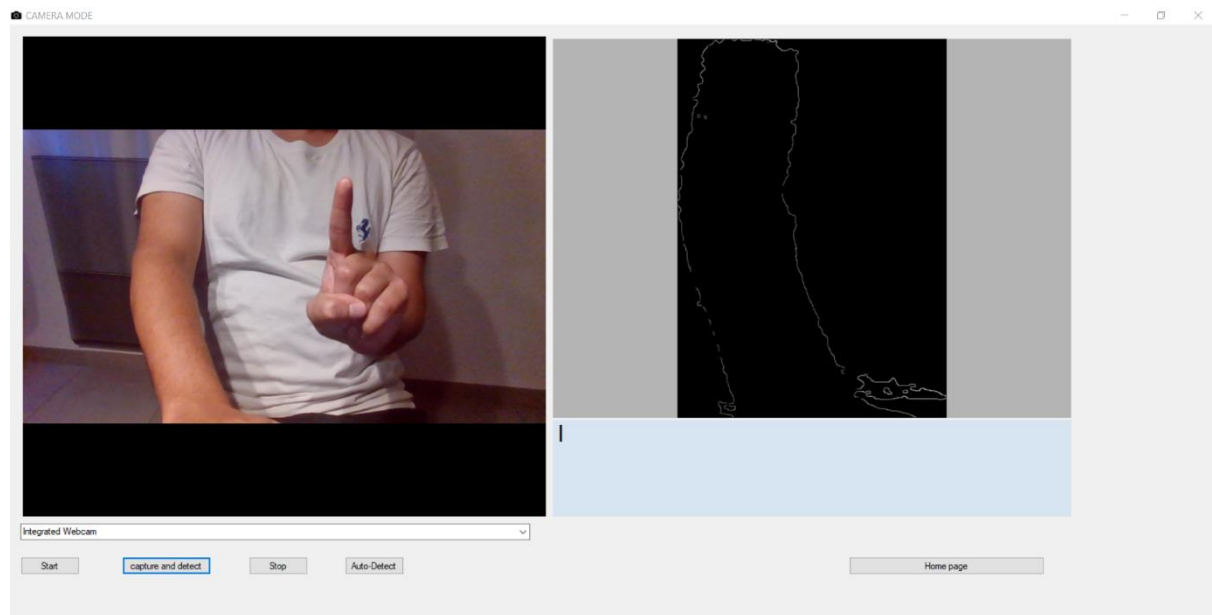 CAMERA MODE
Integrated Webcam
Start
capture and detect
Stop
Auto-Detect
Home page